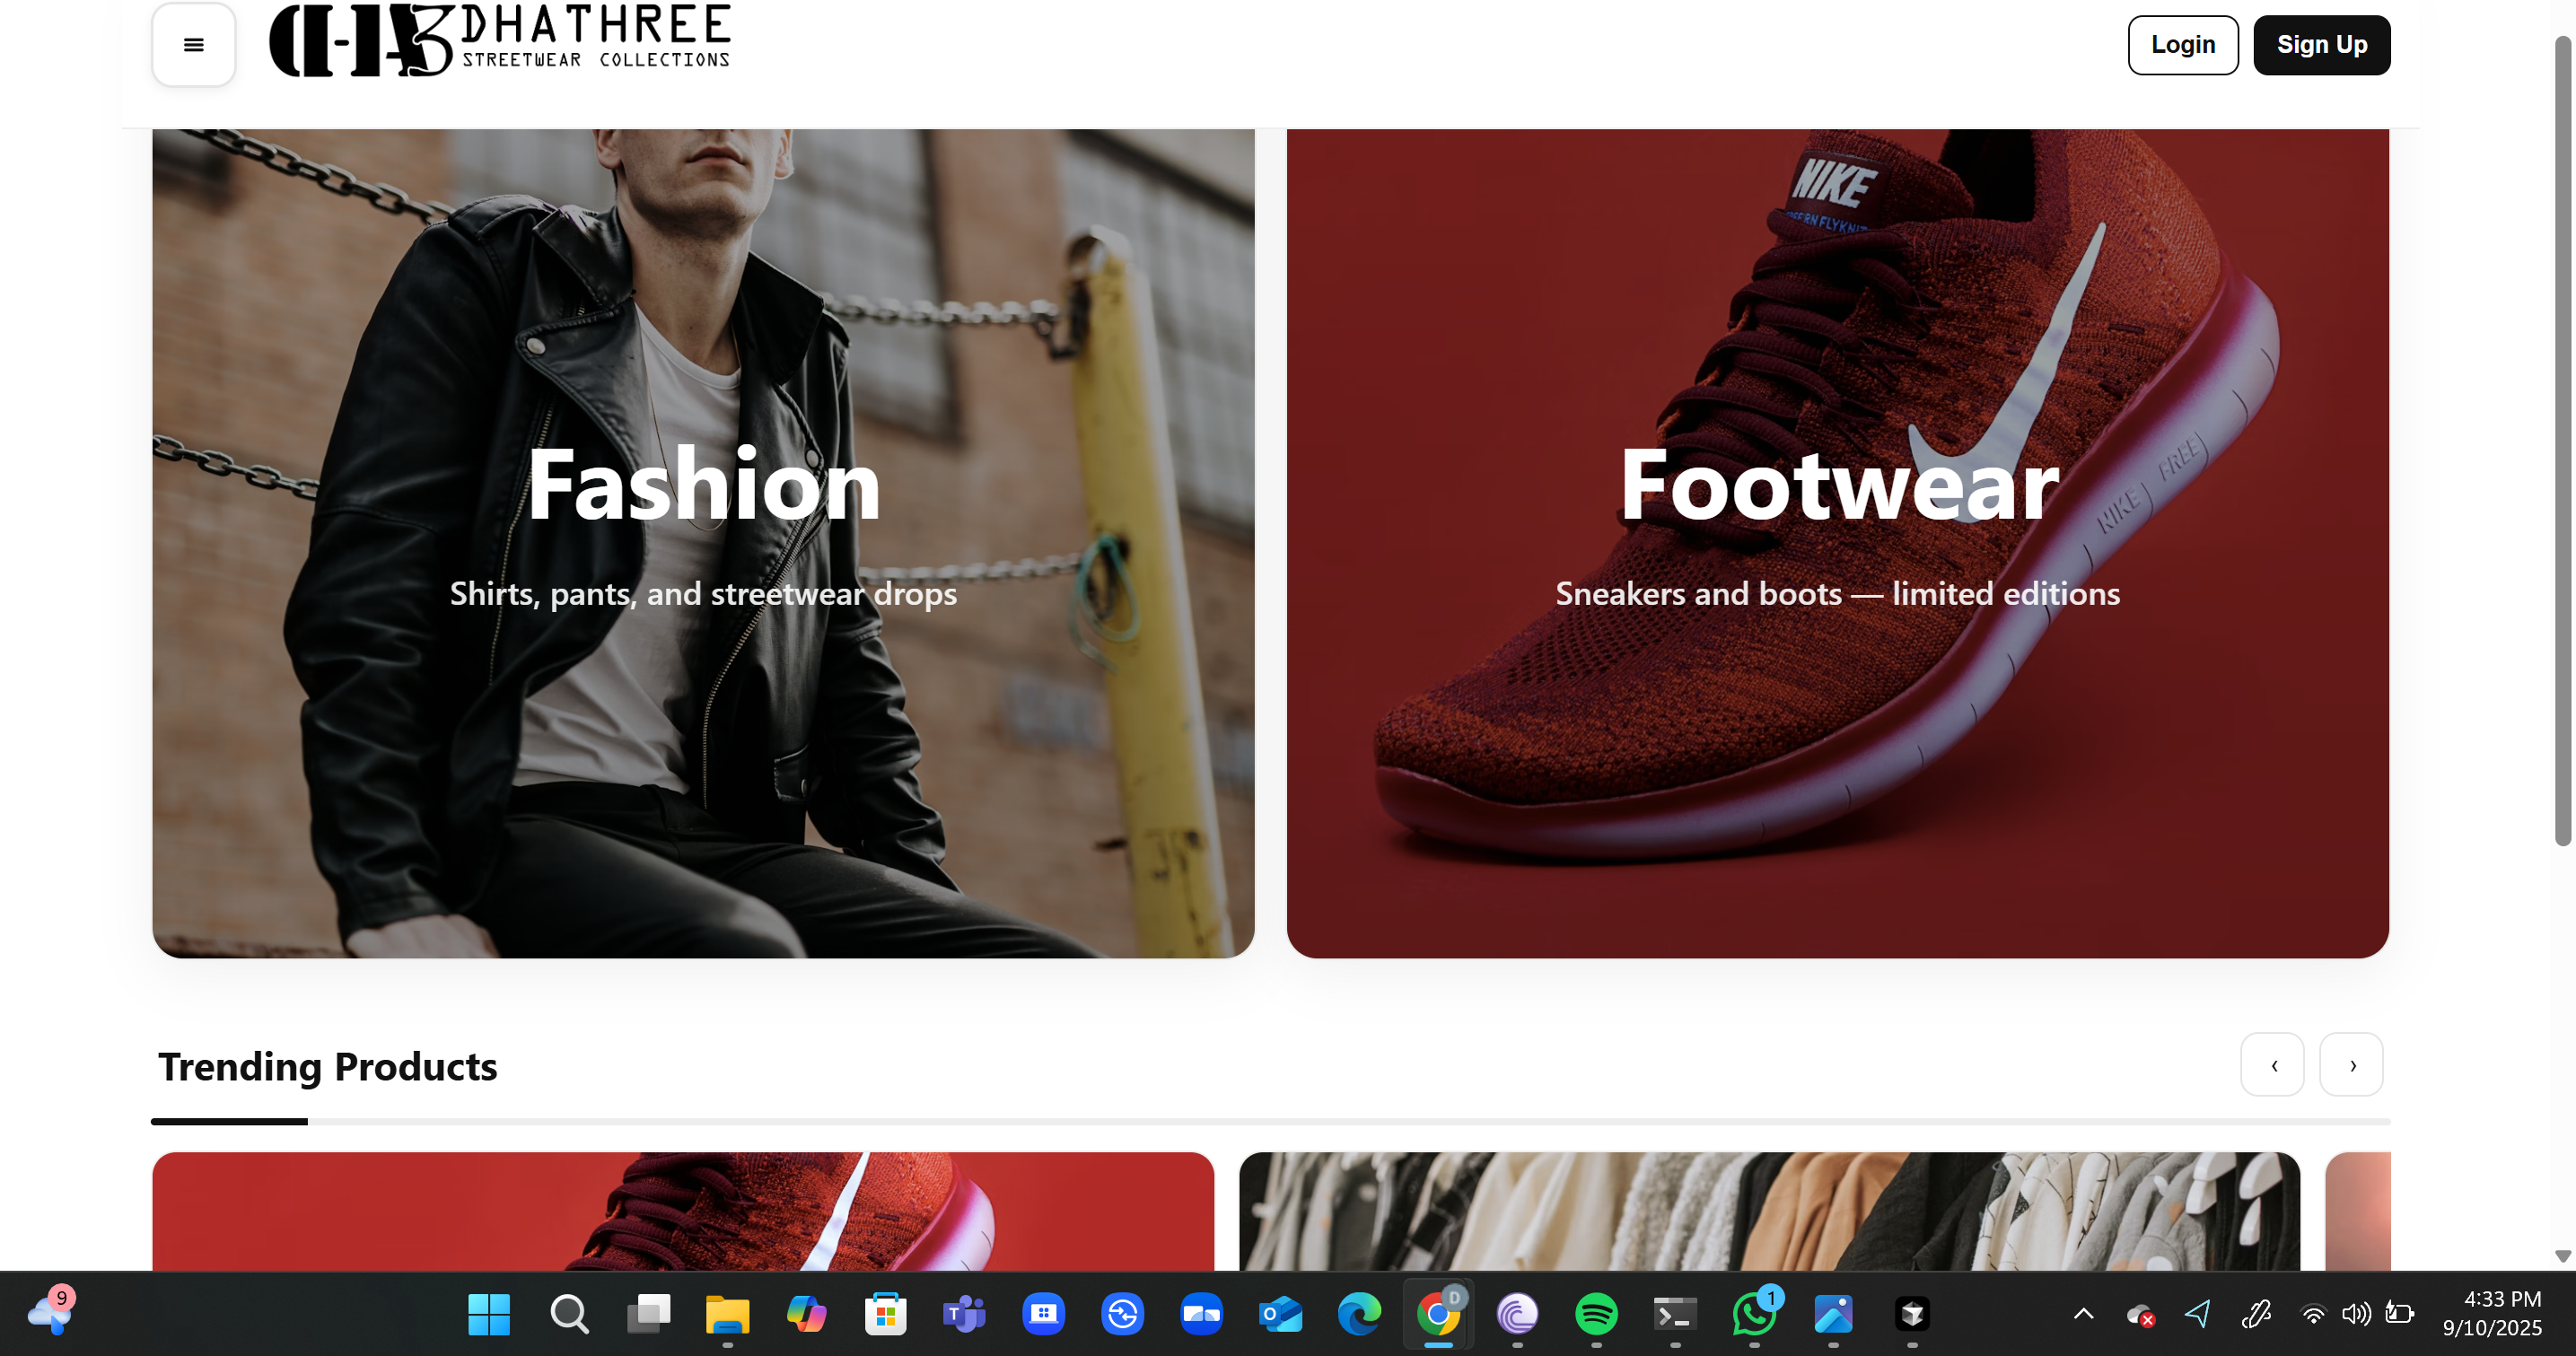 DHATHREE
STREETWEAR COLLECTIONS
Login
Sign Up
NIKE
NIKE FREE
Fashion
Footwear
Shirts, pants, and streetwear drops
Sneakers and boots — limited editions
Trending Products
‹
›
9
D
1
4:33 PM
9/10/2025